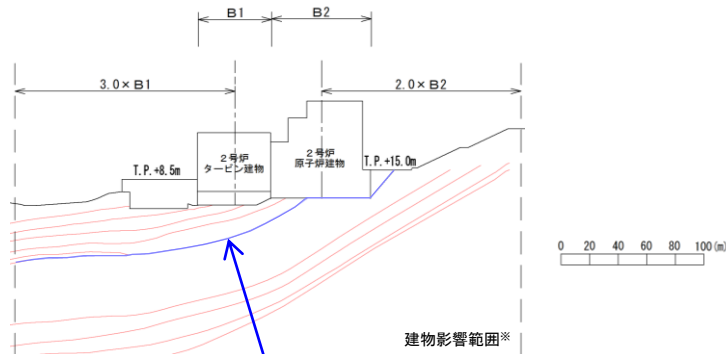 B1
B2
3.0×B1
2.0×B2
2号炉
タービン建物
2号炉
原子炉建物
T.P.+8.5m
T.P.+15.0m
0 20 40 60 80 100(m)
建物影響範囲※